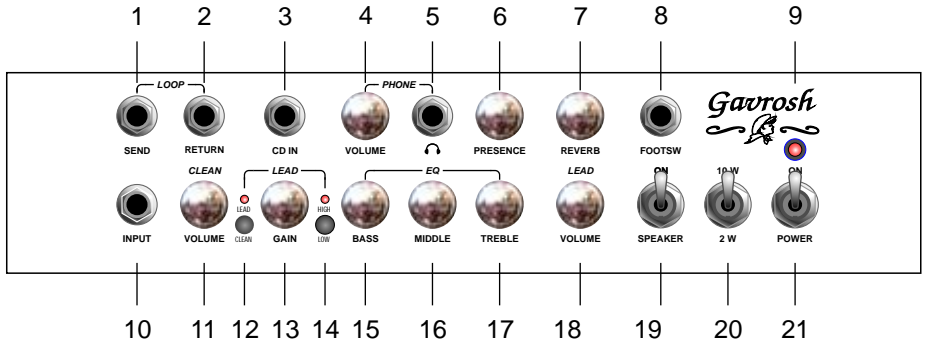 1 2 3 4 5 6 7 8 9
LOOP PHONE
Gavrosh
SEND RETURN CD IN VOLUME PRESENCE REVERB FOOTSW
CLEAN LEAD EQ LEAD ON 10 W ON
LEAD HIGH
CLEAN LOW
INPUT VOLUME GAIN BASS MIDDLE TREBLE VOLUME SPEAKER 2 W POWER
10 11 12 13 14 15 16 17 18 19 20 21